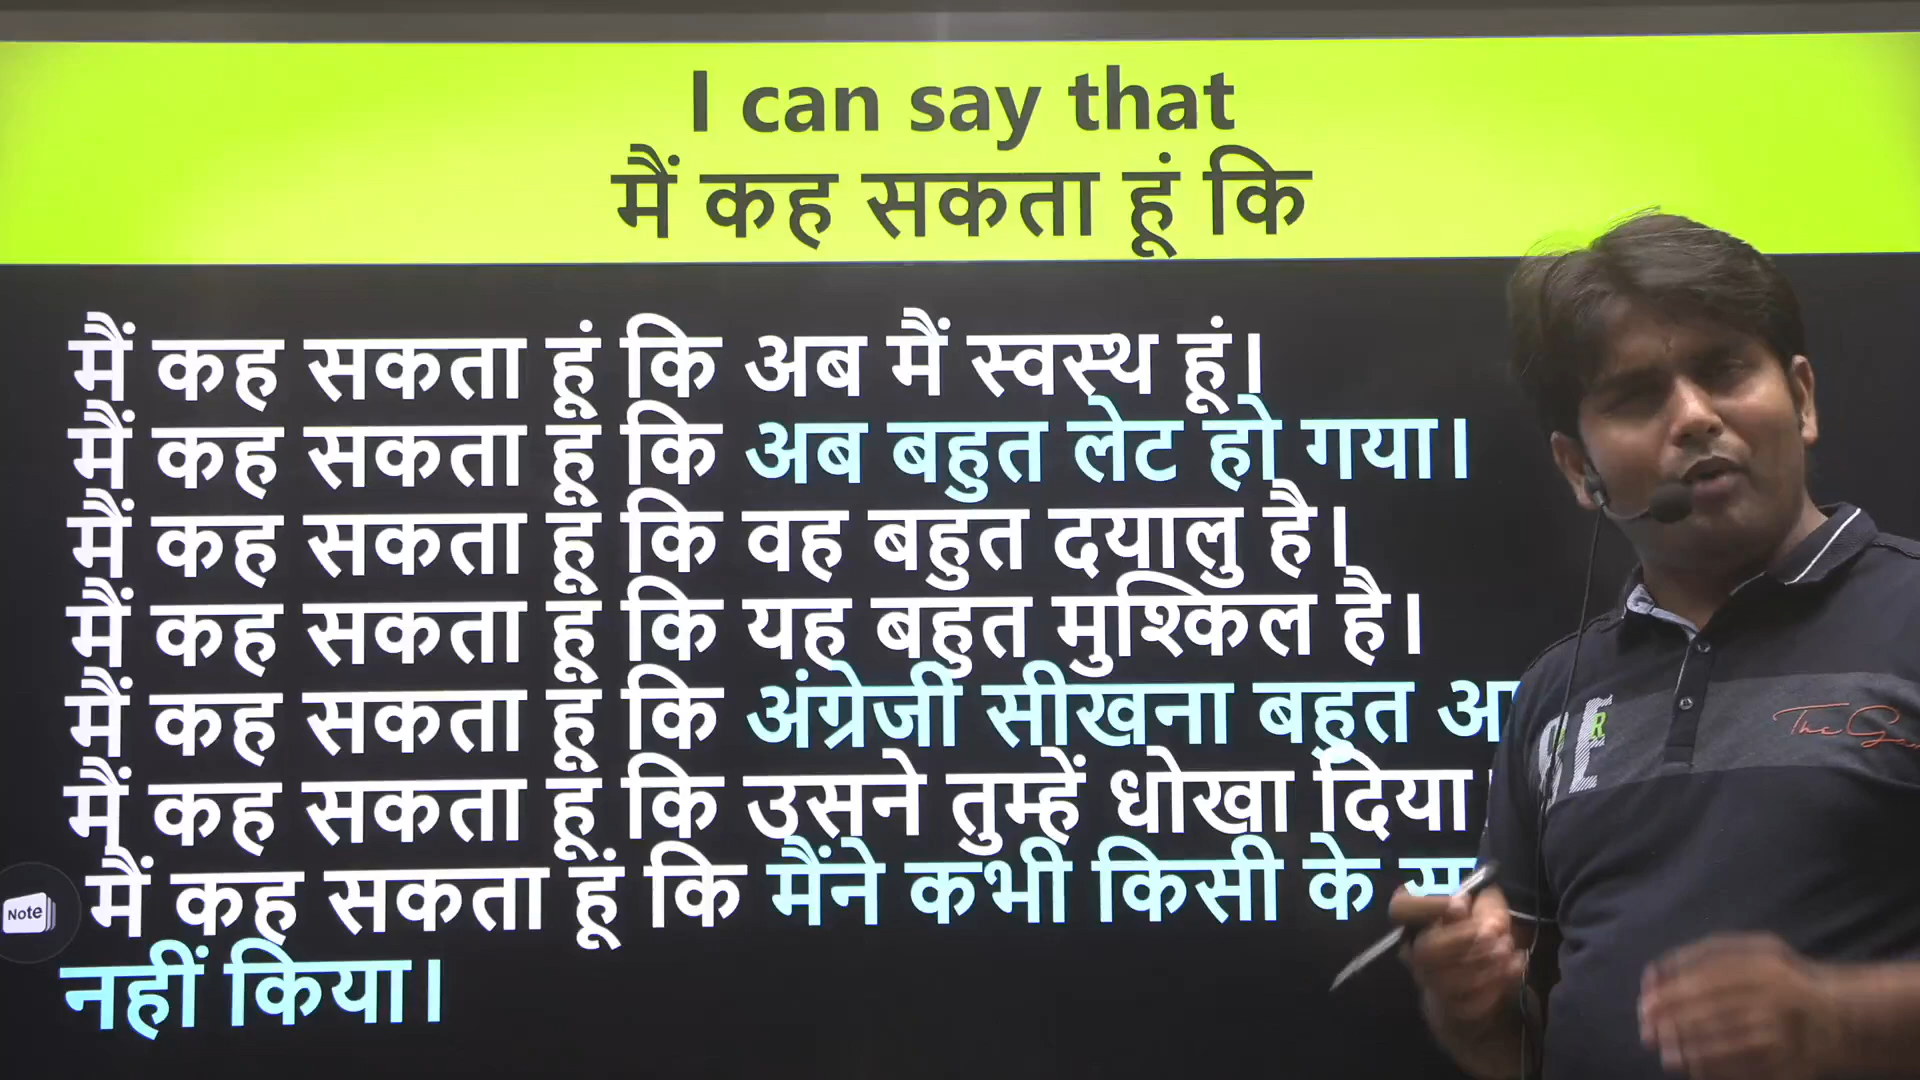 I can say that
मैं कह सकता हूं कि
मैं कह सकता हूं कि अब मैं स्वस्थ हूं।
मैं कह सकता हूं कि अब बहुत लेट हो गया।
मैं कह सकता हूं कि वह बहुत दयालु है।
मैं कह सकता हूं कि यह बहुत मुश्किल है।
मैं कह सकता हूं कि अंग्रेजी सीखना बहुत
मैं कह सकता हूं कि उसने तुम्हें धोखा दिया
मैं कह सकता हूं कि मैंने कभी किसी के
नहीं किया।
Note
The